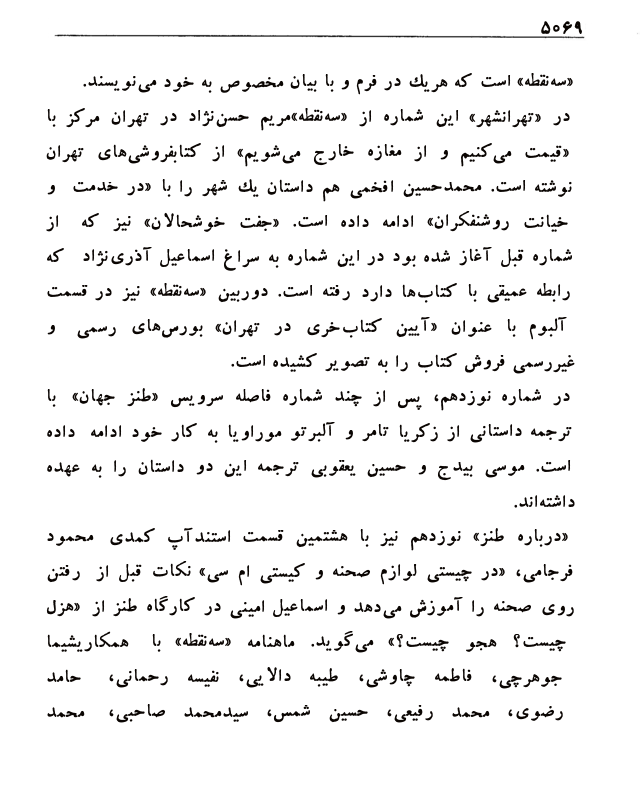 ۵۰۶۹
«سه‌نقطه» است که هریك در فرم و با بیان مخصوص به خود می‌نویسند.
در «تهرانشهر» این شماره از «سه‌نقطه»مریم حسن‌نژاد در تهران مرکز با
«قیمت می‌کنیم و از مغازه خارج می‌شویم» از کتابفروشی‌های تهران
نوشته است. محمدحسین افخمی هم داستان یك شهر را با «در خدمت و
خیانت روشنفکران» ادامه داده است. «جفت خوشحالان» نیز که از
شماره قبل آغاز شده بود در این شماره به سراغ اسماعیل آذری‌نژاد که
رابطه عمیقی با کتاب‌ها دارد رفته است. دوربین «سه‌نقطه» نیز در قسمت
آلبوم با عنوان «آیین کتاب‌خری در تهران» بورس‌های رسمی و
غیررسمی فروش کتاب را به تصویر کشیده است.
در شماره نوزدهم، پس از چند شماره فاصله سرویس «طنز جهان» با
ترجمه داستانی از زکریا تامر و آلبرتو موراویا به کار خود ادامه داده
است. موسی بیدج و حسین یعقوبی ترجمه این دو داستان را به عهده
داشته‌اند.
«درباره طنز» نوزدهم نیز با هشتمین قسمت استندآپ کمدی محمود
فرجامی، «در چیستی لوازم صحنه و کیستی ام سی» نکات قبل از رفتن
روی صحنه را آموزش می‌دهد و اسماعیل امینی در کارگاه طنز از «هزل
چیست؟ هجو چیست؟» می‌گوید. ماهنامه «سه‌نقطه» با همکاریشیما
جوهرچی، فاطمه چاوشی، طیبه دالایی، نفیسه رحمانی، حامد
رضوی، محمد رفیعی، حسین شمس، سیدمحمد صاحبی، محمد